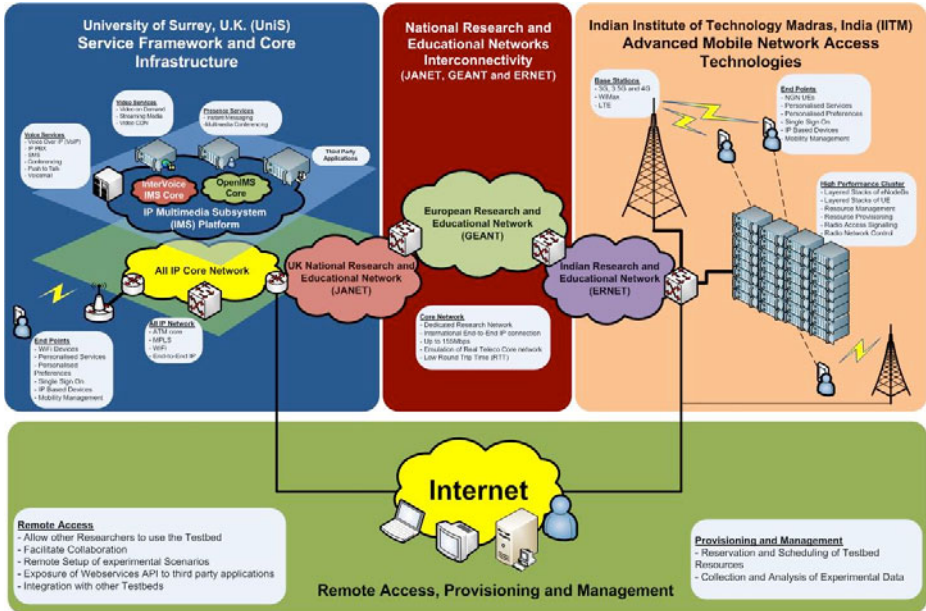 University of Surrey, U.K. (UniS)
Service Framework and Core
Infrastructure
National Research and
Educational Networks
Interconnectivity
(JANET, GEANT and ERNET)
Indian Institute of Technology Madras, India (IITM)
Advanced Mobile Network Access
Technologies
Video Services
- Video on Demand
- Streaming Media
- Video CDN
Presence Services
- Instant Messaging
- Multimedia Conferencing
Voice Services
- Voice Over IP (VoIP)
- IP PBX
- SMS
- Conferencing
- Push to Talk
- Voicemail
Third Party
Applications
InterVoice
IMS Core
OpenIMS
Core
IP Multimedia Subsystem
(IMS) Platform
All IP Core Network
End Points
- WiFi Devices
- Personalised Services
- Personalised
Preferences
- Single Sign On
- IP Based Devices
- Mobility Management
All IP Network
- ATM core
- MPLS
- WiFi
- End-to-End IP
UK National Research and
Educational Network
(JANET)
European Research and
Educational Network
(GEANT)
Indian Research and
Educational Network
(ERNET)
Core Network
- Dedicated Research Network
- International End-to-End IP connection
- Up to 155Mbps
- Emulation of Real Teleco Core network
- Low Round Trip Time (RTT)
Base Stations
- 3G, 3.5G and 4G
- WiMax
- LTE
End Points
- NGN UEs
- Personalised Services
- Personalised Preferences
- Single Sign On
- IP Based Devices
- Mobility Management
High Performance Cluster
- Layered Stacks of eNodeBs
- Layered Stacks of UE
- Resource Management
- Resource Provisioning
- Radio Access Signalling
- Radio Network Control
Internet
Remote Access
- Allow other Researchers to use the Testbed
- Facilitate Collaboration
- Remote Setup of experimental Scenarios
- Exposure of Webservices API to third party applications
- Integration with other Testbeds
Provisioning and Management
- Reservation and Scheduling of Testbed
Resources
- Collection and Analysis of Experimental Data
Remote Access, Provisioning and Management